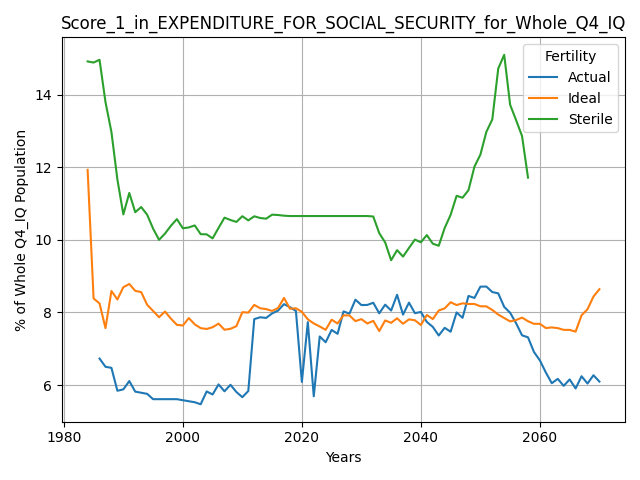 Score_1_in_EXPENDITURE_FOR_SOCIAL_SECURITY_for_Whole_Q4_IQ
% of Whole Q4_IQ Population
14
12
10
8
6
Fertility
Actual
Ideal
Sterile
1980 2000 2020 2040 2060
Years